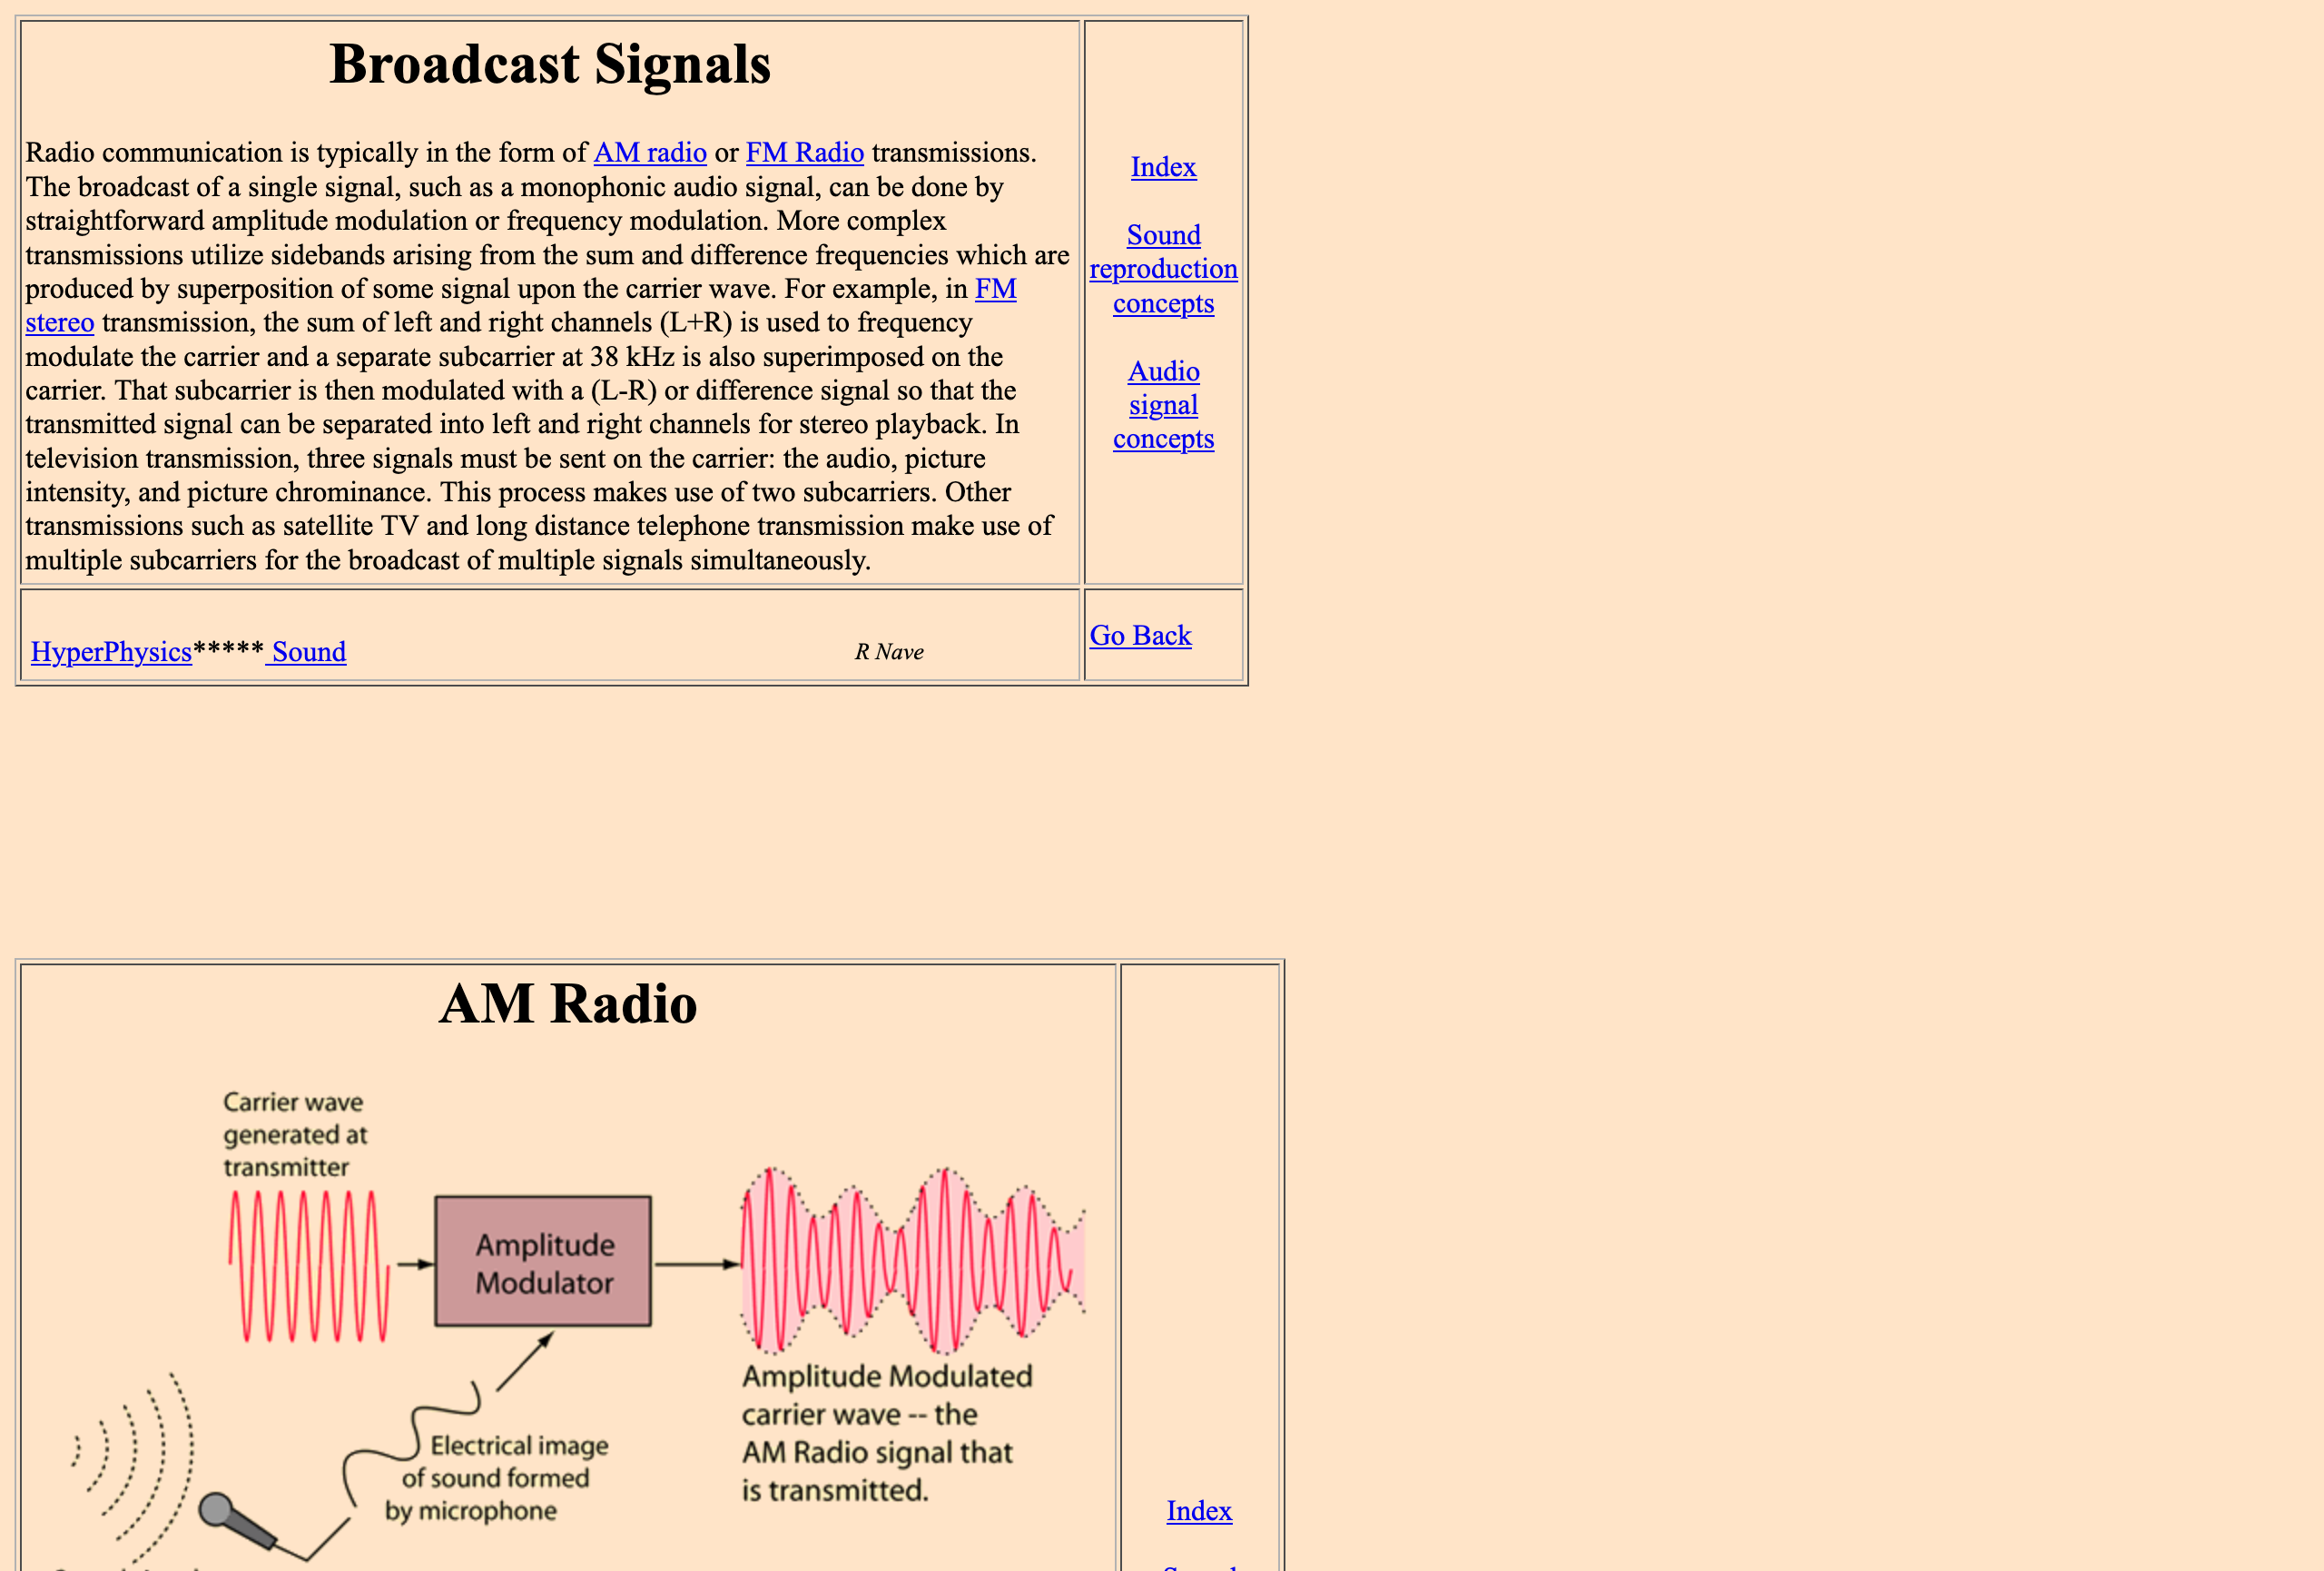 Broadcast Signals
Radio communication is typically in the form of AM radio or FM Radio transmissions.
The broadcast of a single signal, such as a monophonic audio signal, can be done by
straightforward amplitude modulation or frequency modulation. More complex
transmissions utilize sidebands arising from the sum and difference frequencies which are
produced by superposition of some signal upon the carrier wave. For example, in FM
stereo transmission, the sum of left and right channels (L+R) is used to frequency
modulate the carrier and a separate subcarrier at 38 kHz is also superimposed on the
carrier. That subcarrier is then modulated with a (L-R) or difference signal so that the
transmitted signal can be separated into left and right channels for stereo playback. In
television transmission, three signals must be sent on the carrier: the audio, picture
intensity, and picture chrominance. This process makes use of two subcarriers. Other
transmissions such as satellite TV and long distance telephone transmission make use of
multiple subcarriers for the broadcast of multiple signals simultaneously.
Index
Sound
reproduction
concepts
Audio
signal
concepts
HyperPhysics***** Sound
R Nave
Go Back
AM Radio
Carrier wave
generated at
transmitter
Amplitude
Modulator
Amplitude Modulated
carrier wave -- the
AM Radio signal that
is transmitted.
Electrical image
of sound formed
by microphone
Index